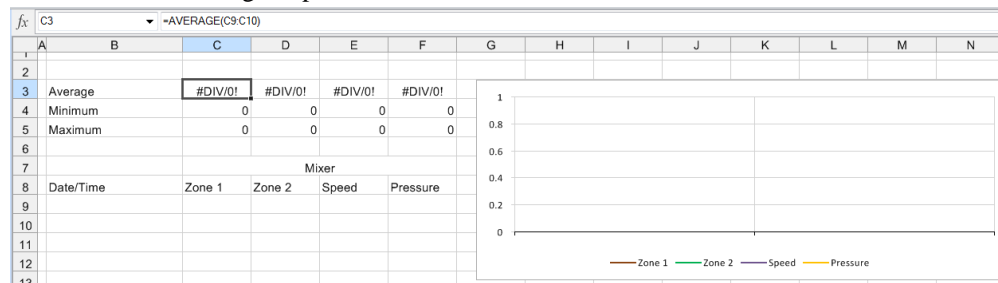 fx C3 =AVERAGE(C9:C10)
A B C D E F G H I J K L M N
2
3 Average #DIV/0! #DIV/0! #DIV/0! #DIV/0!
4 Minimum 0 0 0 0
5 Maximum 0 0 0 0
6
7 Mixer
8 Date/Time Zone 1 Zone 2 Speed Pressure
9
10
11
12
1
0.8
0.6
0.4
0.2
0
Zone 1 Zone 2 Speed Pressure